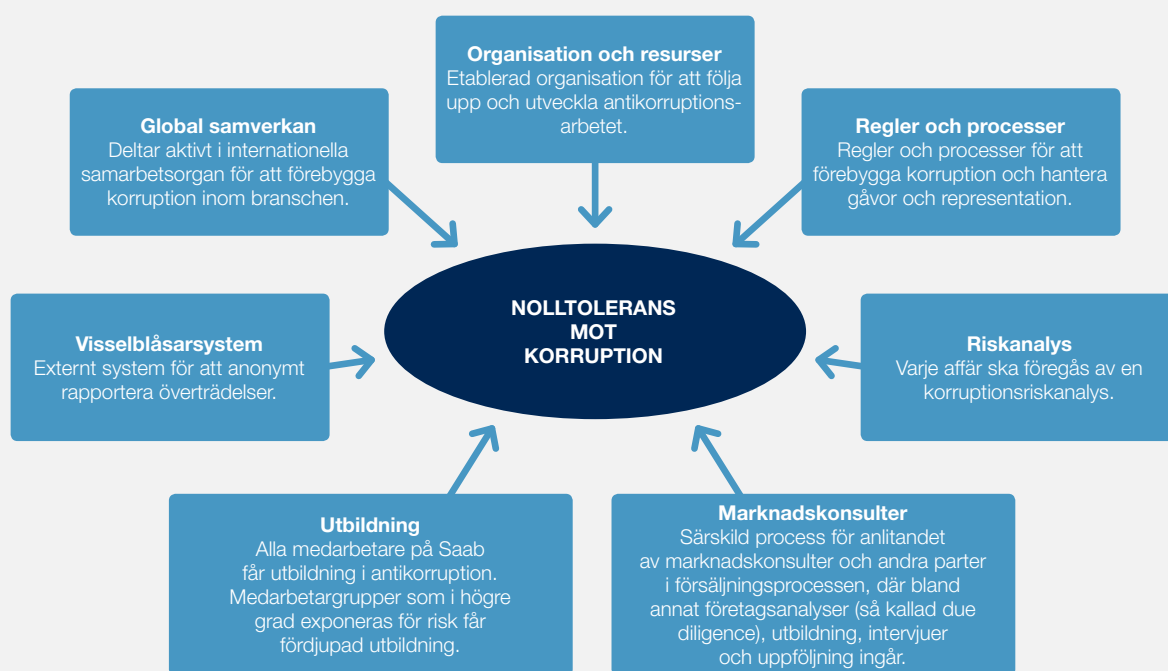 Organisation och resurser
Etablerad organisation för att följa
upp och utveckla antikorruptions-
arbetet.
Global samverkan
Deltar aktivt i internationella
samarbetsorgan för att förebygga
korruption inom branschen.
Regler och processer
Regler och processer för att
förebygga korruption och hantera
gåvor och representation.
NOLLTOLERANS
MOT
KORRUPTION
Visselblåsarsystem
Externt system för att anonymt
rapportera överträdelser.
Riskanalys
Varje affär ska föregås av en
korruptionsriskanalys.
Utbildning
Alla medarbetare på Saab
får utbildning i antikorruption.
Medarbetargrupper som i högre
grad exponeras för risk får
fördjupad utbildning.
Marknadskonsulter
Särskild process för anlitandet
av marknadskonsulter och andra parter
i försäljningsprocessen, där bland
annat företagsanalyser (så kallad due
diligence), utbildning, intervjuer
och uppföljning ingår.